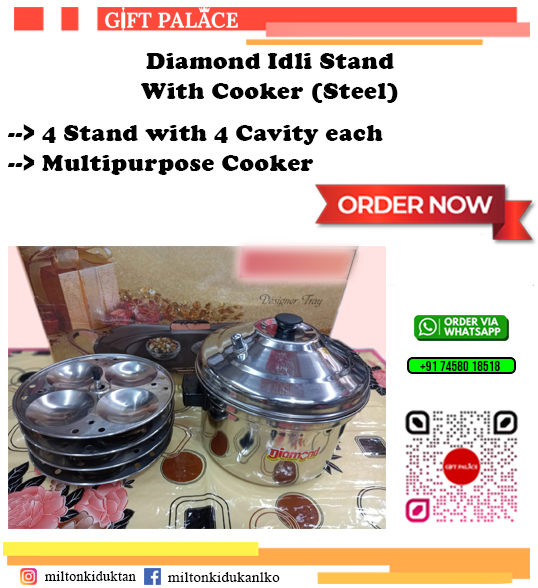 GIFT PALACE
Diamond Idli Stand
With Cooker (Steel)
--> 4 Stand with 4 Cavity each
--> Multipurpose Cooker
ORDER NOW
Designer Tray
ORDER VIA
WHATSAPP
+91 74580 18518
Diamond
GIFT PALACE
miltonkiduktan
miltonkidukanlko